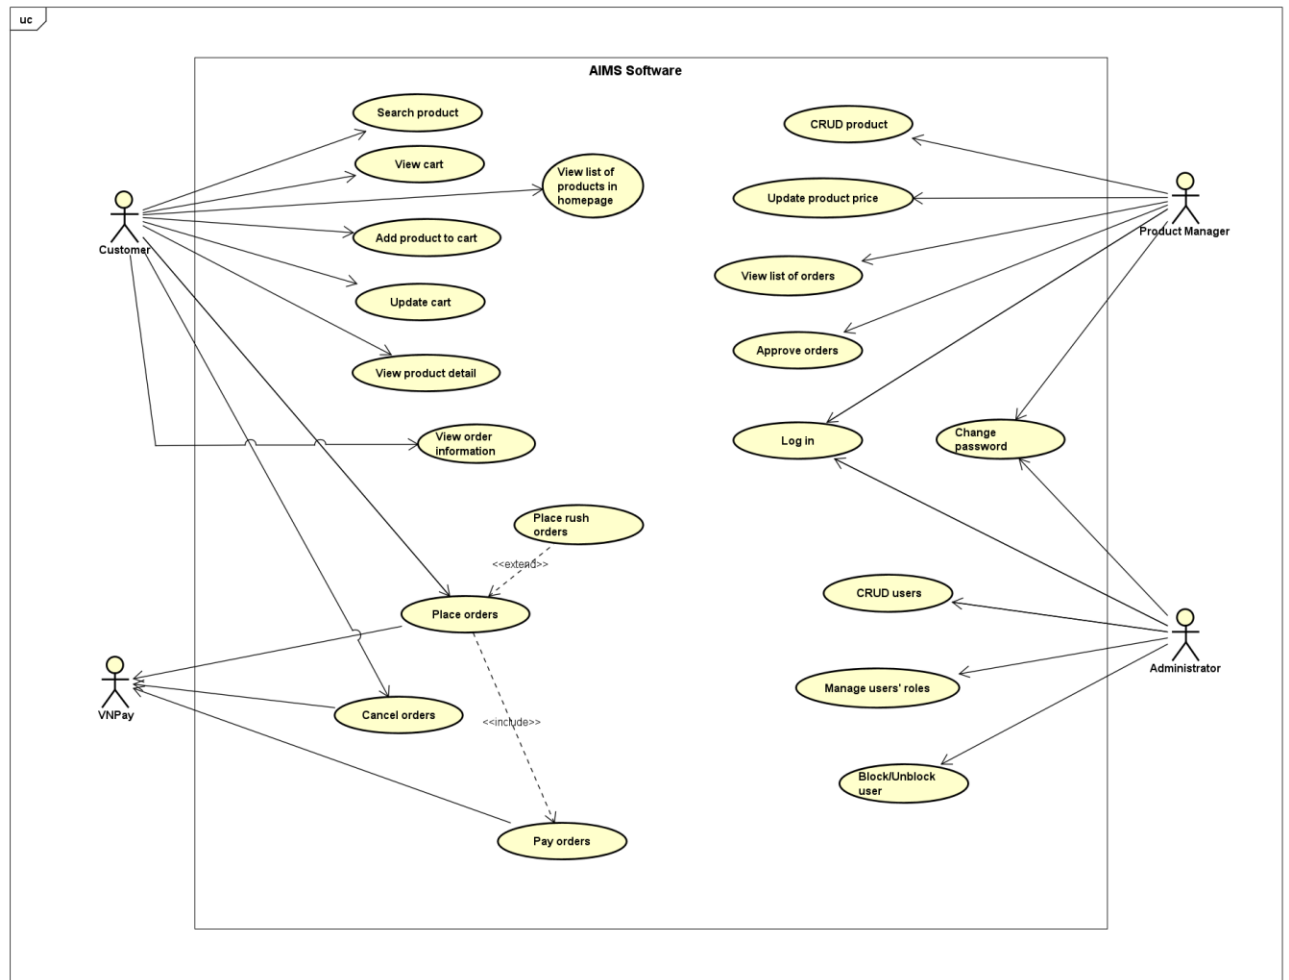 uc
AIMS Software
Search product
CRUD product
View cart
View list of
products in
homepage
Update product price
Customer
Product Manager
Add product to cart
View list of orders
Update cart
Approve orders
View product detail
View order
information
Log in
Change
password
Place rush
orders
<<extend>>
CRUD users
Place orders
Administrator
Manage users' roles
VNPay
Cancel orders
<<include>>
Block/Unblock
user
Pay orders